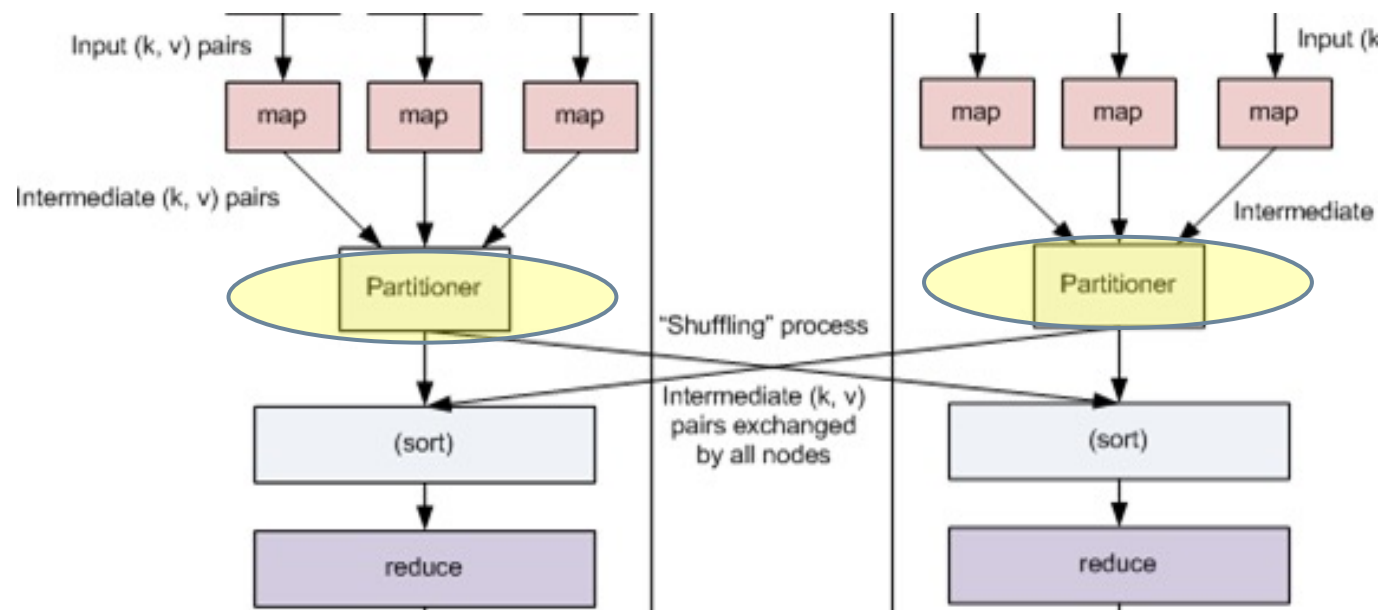 Input (k, v) pairs
Input (k
map
map
map
map
map
map
Intermediate (k, v) pairs
Intermediate
Partitioner
Partitioner
"Shuffling" process
Intermediate (k, v)
pairs exchanged
by all nodes
(sort)
(sort)
reduce
reduce